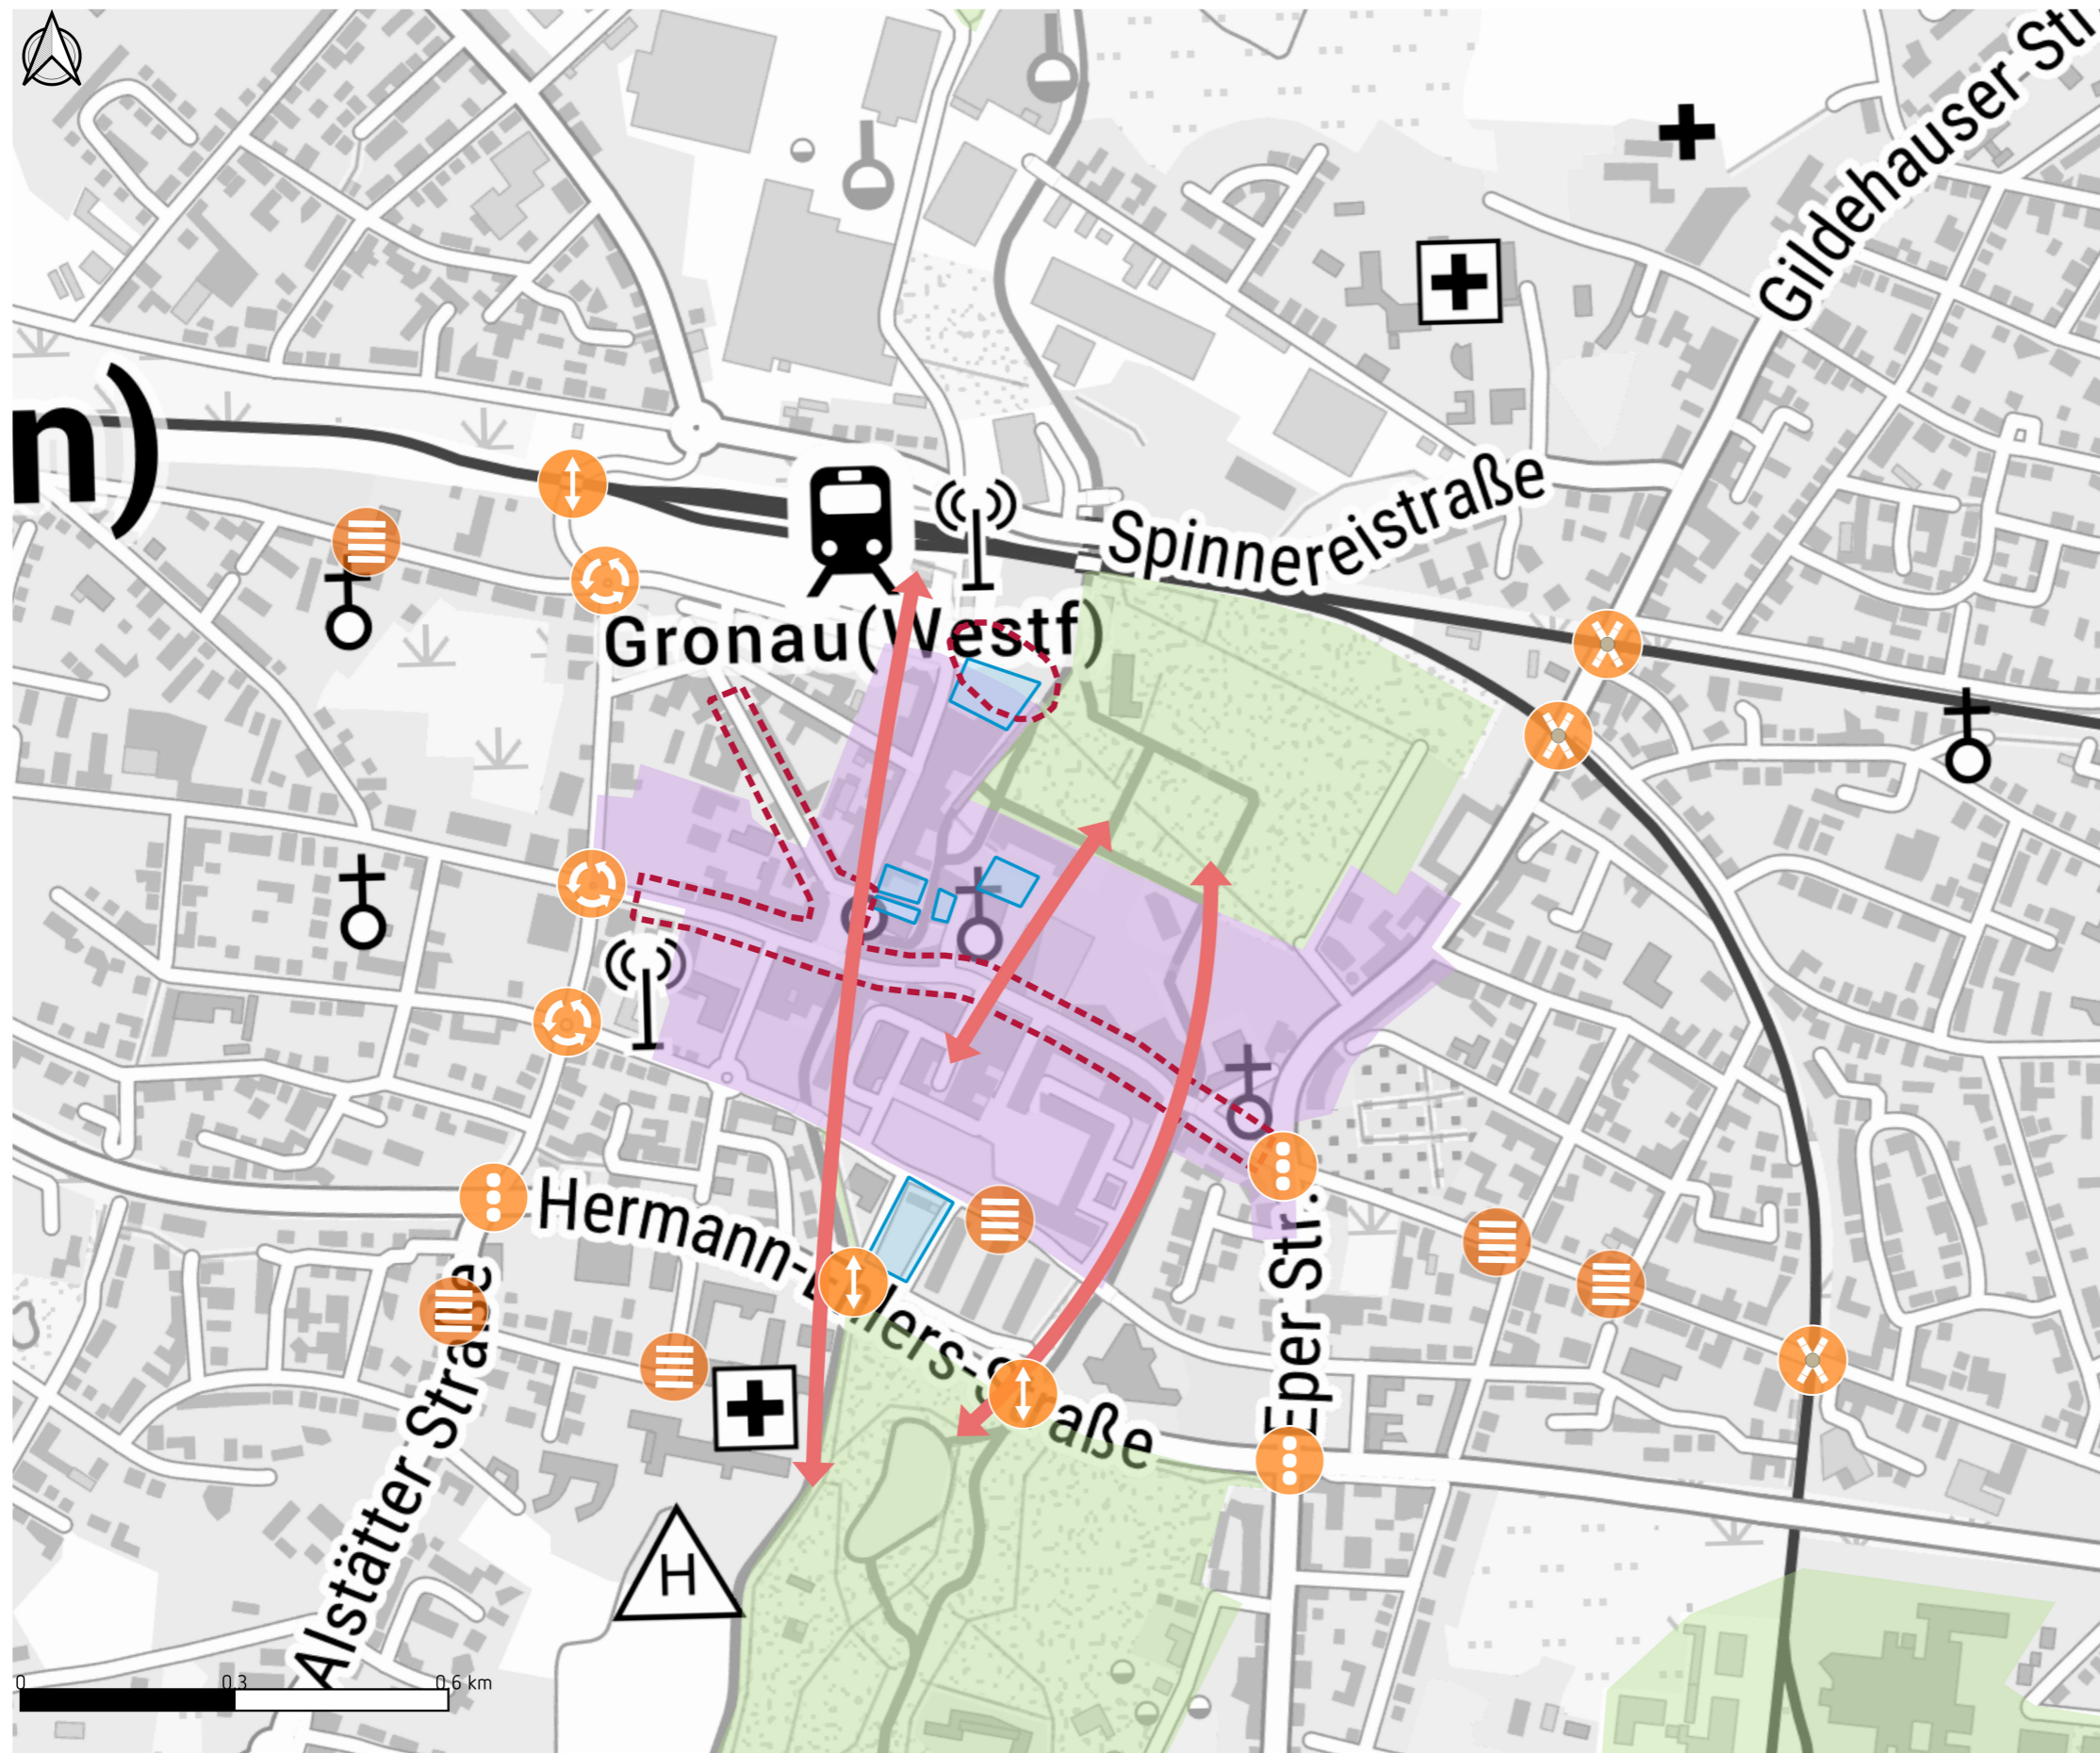 Gildehauser Str
n)
Spinnereistraße
Gronau(Westf)
Hermann-Ehlers-Straße
Eper Str.
Alstätter Straße
H
0 0.3 0.6 km